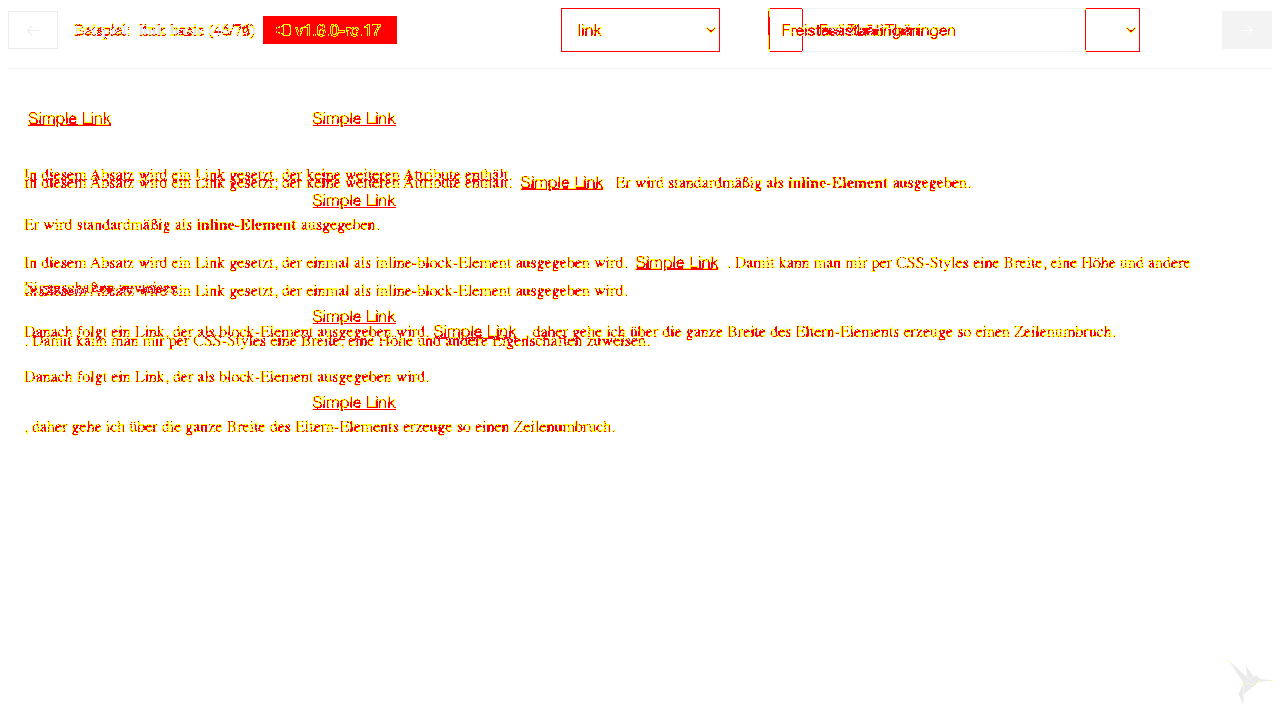 Beispiel: link basic (46/79) v1.6.0-rc.17 link Freistaat Thüringen
Simple Link Simple Link
In diesem Absatz wird ein Link gesetzt, der keine weiteren Attribute enthält.
In diesem Absatz wird ein Link gesetzt, der keine weiteren Attribute enthält. Simple Link Er wird standardmäßig als inline-Element ausgegeben.
Simple Link
Er wird standardmäßig als inline-Element ausgegeben.
In diesem Absatz wird ein Link gesetzt, der einmal als inline-block-Element ausgegeben wird. Simple Link . Damit kann man mir per CSS-Styles eine Breite, eine Höhe und andere
Eigenschaften zuweisen.
In diesem Absatz wird ein Link gesetzt, der einmal als inline-block-Element ausgegeben wird.
Simple Link
Danach folgt ein Link, der als block-Element ausgegeben wird. Simple Link , daher gehe ich über die ganze Breite des Eltern-Elements erzeuge so einen Zeilenumbruch.
. Damit kann man mir per CSS-Styles eine Breite, eine Höhe und andere Eigenschaften zuweisen.
Danach folgt ein Link, der als block-Element ausgegeben wird.
Simple Link
, daher gehe ich über die ganze Breite des Eltern-Elements erzeuge so einen Zeilenumbruch.